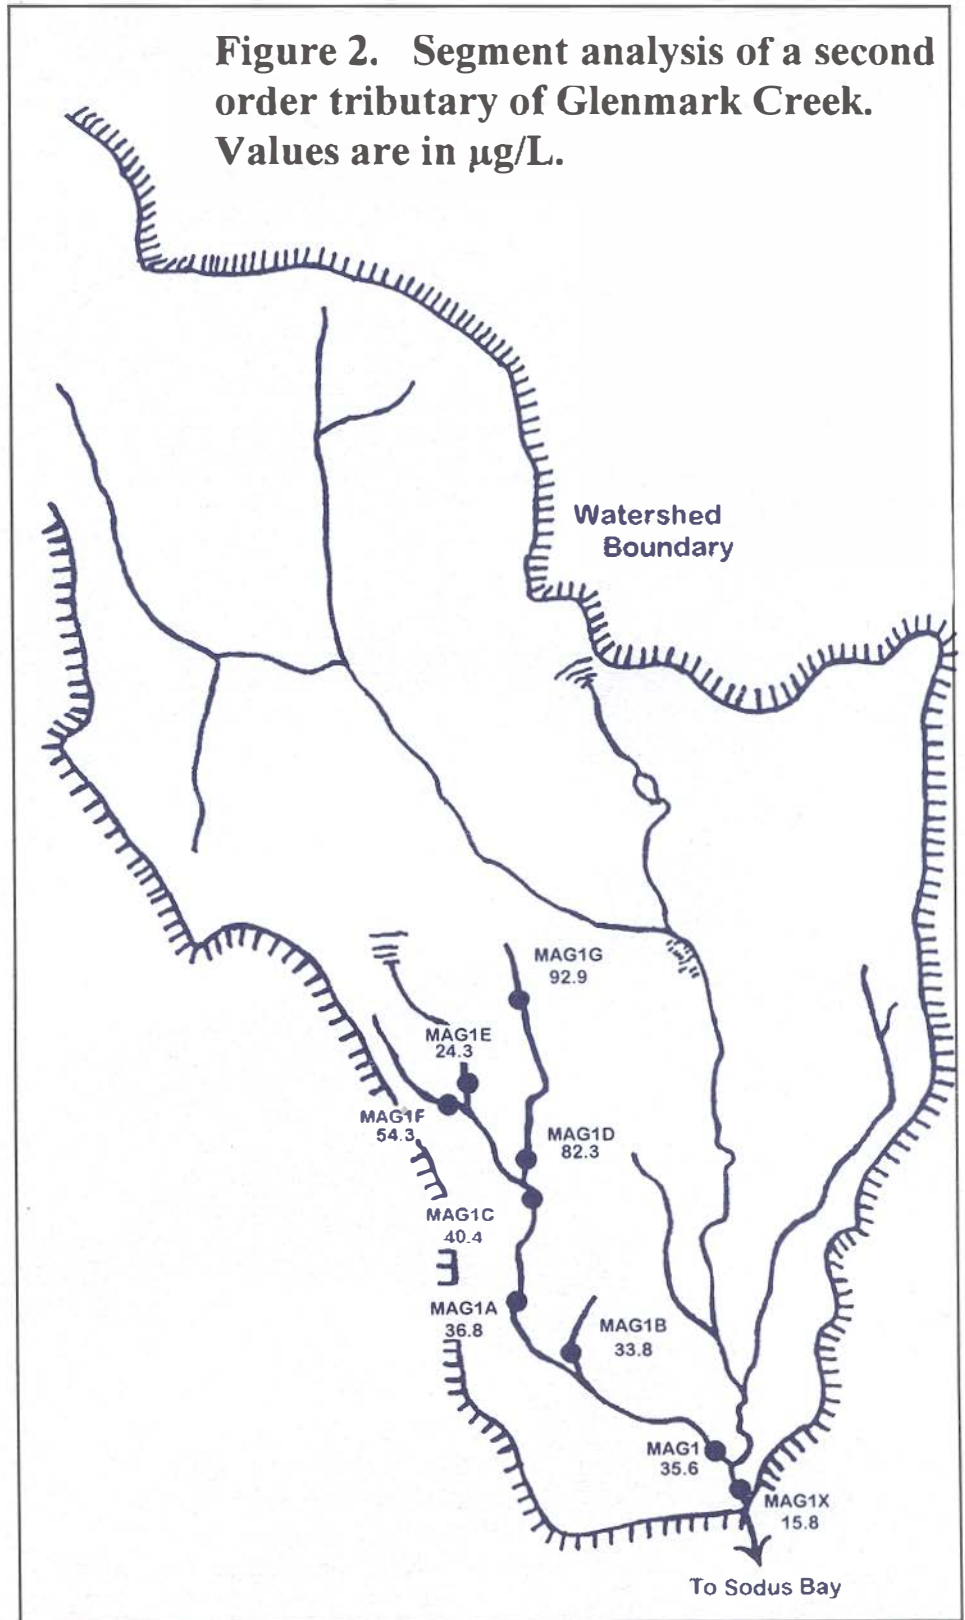 Figure 2. Segment analysis of a second
order tributary of Glenmark Creek.
Values are in µg/L.
Watershed
Boundary
MAG1G
92.9
MAG1E
24.3
MAG1F
54.3
MAG1D
82.3
MAG1C
40.4
MAG1A
36.8
MAG1B
33.8
MAG1
35.6
MAG1X
15.8
To Sodus Bay